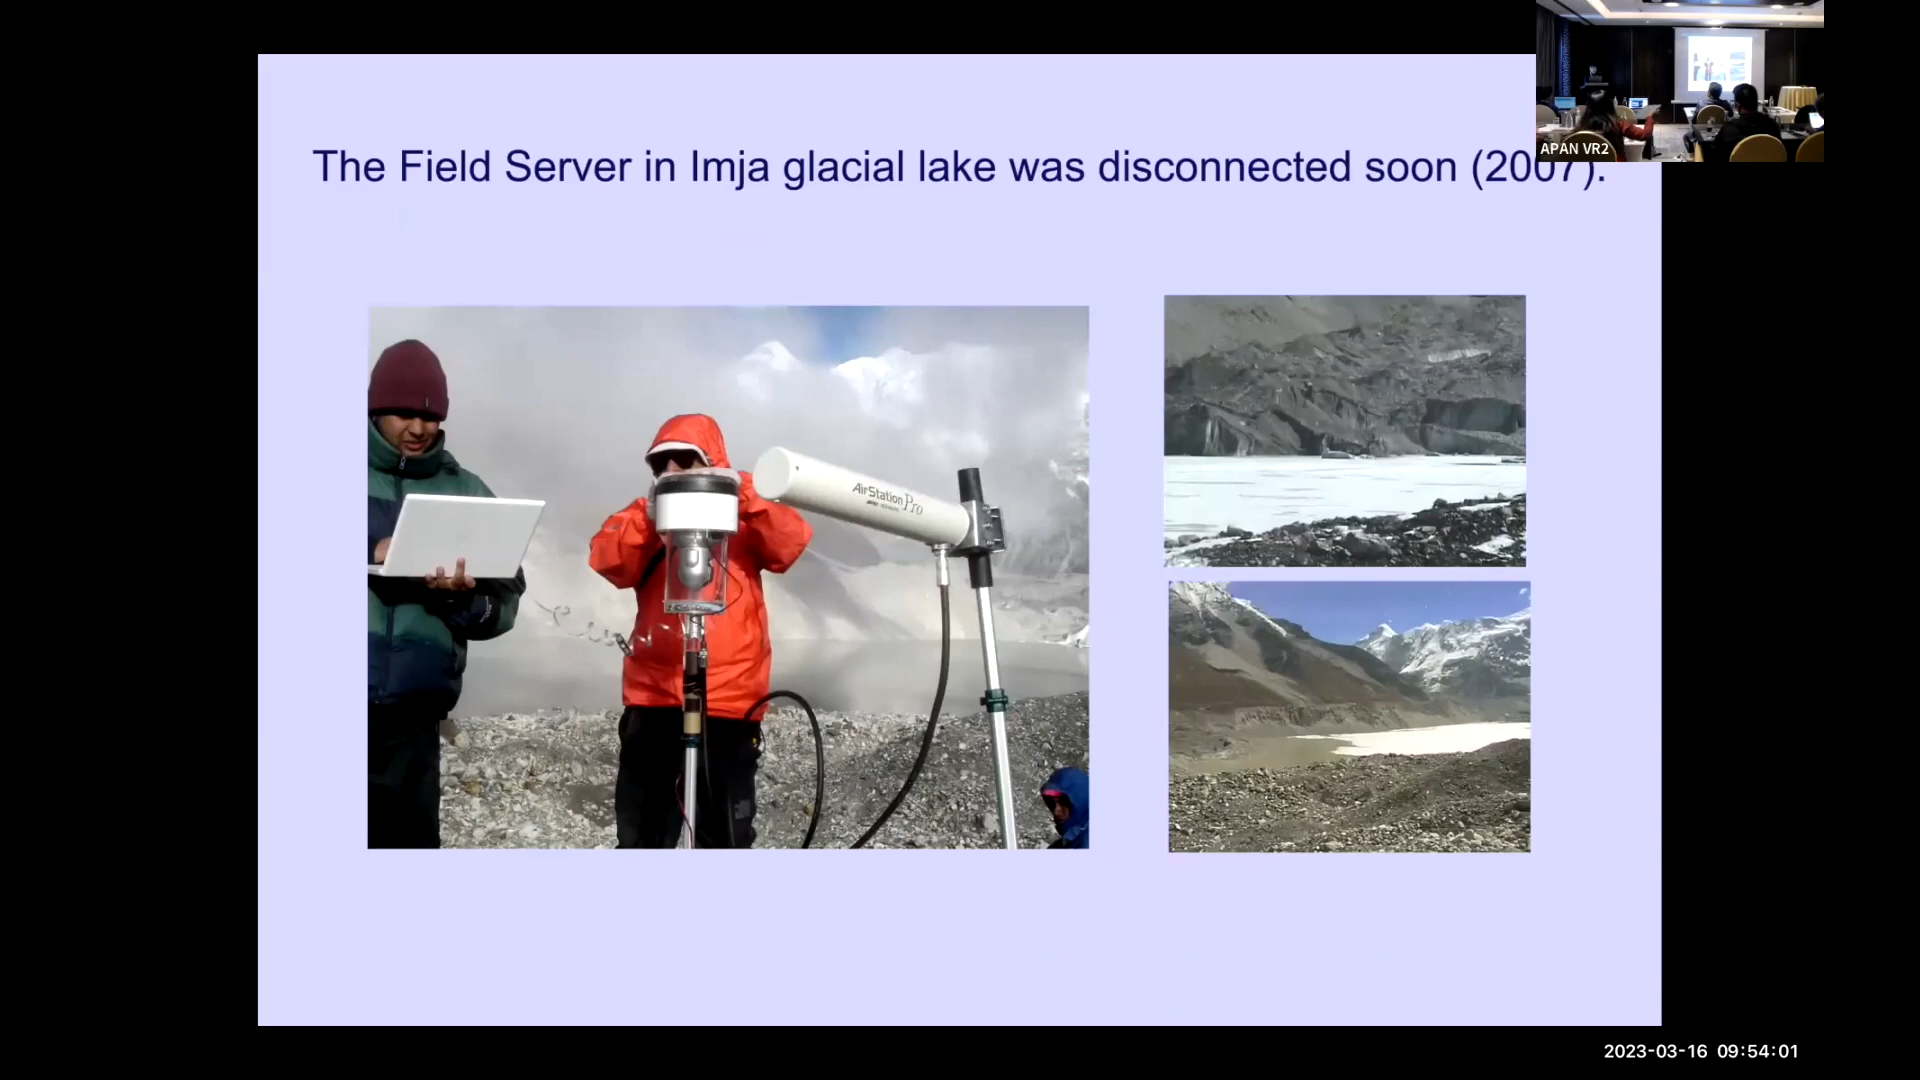 APAN VR2
The Field Server in Imja glacial lake was disconnected soon (2007).
AirStation Pro
2023-03-16 09:54:01